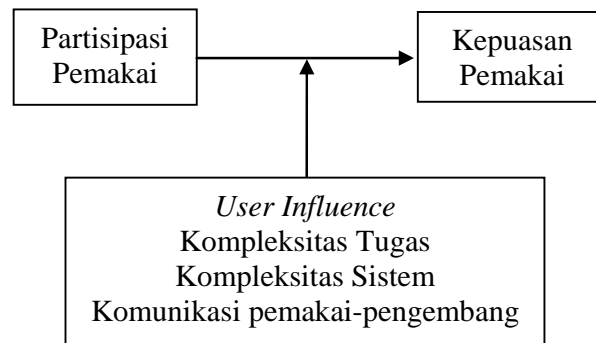 Partisipasi
Pemakai
Kepuasan
Pemakai
User Influence
Kompleksitas Tugas
Kompleksitas Sistem
Komunikasi pemakai-pengembang